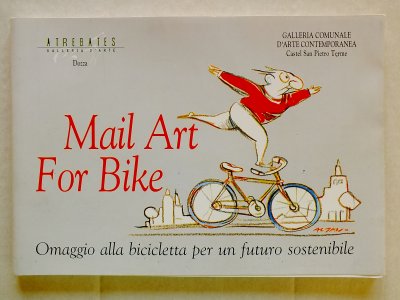 ATREBATES
GALLERIA D'ARTE
Dozza
GALLERIA COMUNALE
D'ARTE CONTEMPORANEA
Castel San Pietro Terme
Mail Art
For Bike
ALTAN
Omaggio alla bicicletta per un futuro sostenibile